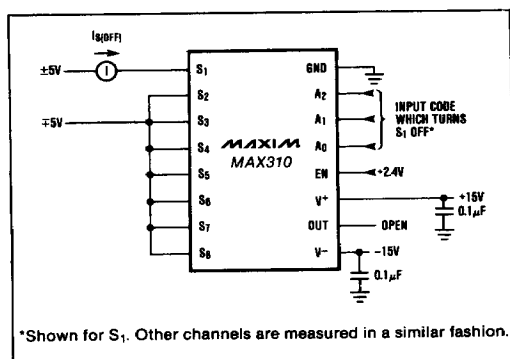 IS(OFF)
±5V
I
S1
GND
S2
A2
∓5V
S3
A1
INPUT CODE
WHICH TURNS
S1 OFF*
S4
MAXIM
MAX310
A0
S5
EN
+2.4V
S6
V+
+15V
0.1μF
S7
OUT
OPEN
S8
V−
−15V
0.1μF
*Shown for S1. Other channels are measured in a similar fashion.